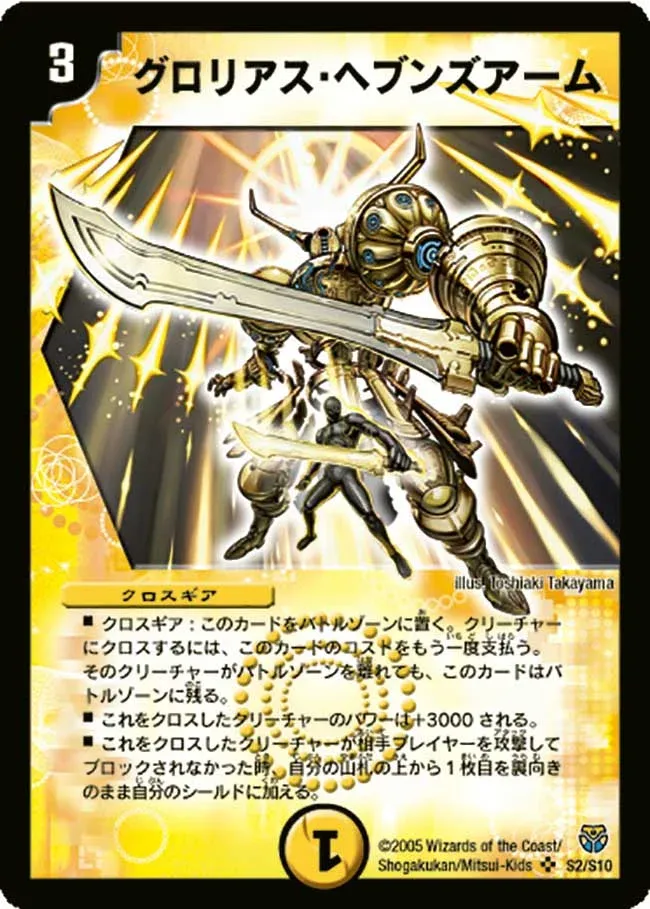 3
グロリアス・ヘブンズアーム
illus. Toshiaki Takayama
クロスギア
■ クロスギア：このカードをバトルゾーンに置く。クリーチャー
にクロスするには、このカードのコストをもう一度支払う。
そのクリーチャーがバトルゾーンを離れても、このカードはバ
トルゾーンに残る。
■ これをクロスしたクリーチャーのパワーは+3000 される。
■ これをクロスしたクリーチャーが相手プレイヤーを攻撃して
ブロックされなかった時、自分の山札の上から１枚目を裏向き
のまま自分のシールドに加える。
1
©2005 Wizards of the Coast/
Shogakukan/Mitsui-Kids S2/S10